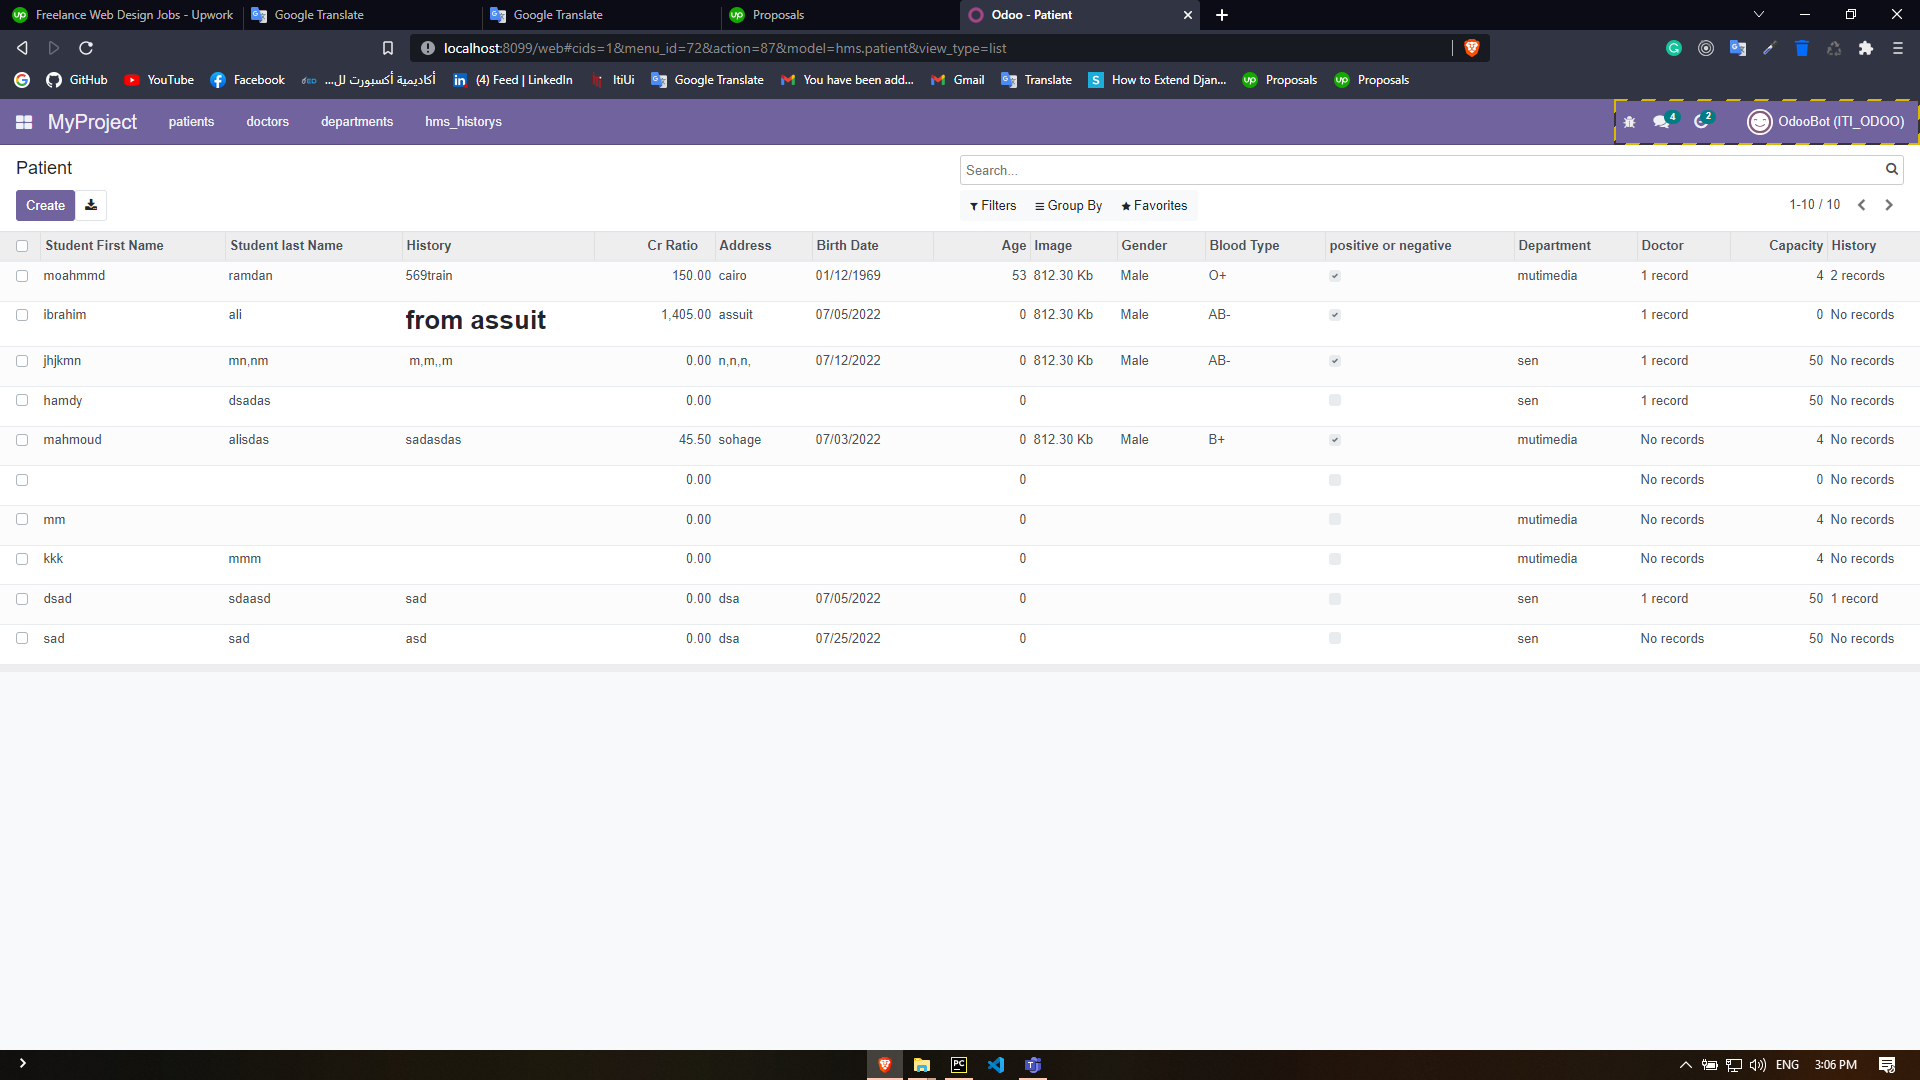 Freelance Web Design Jobs - Upwork
Google Translate
Google Translate
Proposals
Odoo - Patient
localhost:8099/web#cids=1&menu_id=72&action=87&model=hms.patient&view_type=list
GitHub
YouTube
Facebook
أكاديمية أكسبورت لل...
(4) Feed | LinkedIn
ItiUi
Google Translate
You have been add...
Gmail
Translate
How to Extend Djan...
Proposals
Proposals
MyProject
patients
doctors
departments
hms_historys
4
2
OdooBot (ITI_ODOO)
Patient
Search...
Create
Filters
Group By
Favorites
1-10 / 10
Student First Name Student last Name History Cr Ratio Address Birth Date Age Image Gender Blood Type positive or negative Department Doctor Capacity History
moahmmd ramdan 569train 150.00 cairo 01/12/1969 53 812.30 Kb Male O+ mutimedia 1 record 4 2 records
ibrahim ali from assuit 1,405.00 assuit 07/05/2022 0 812.30 Kb Male AB- 1 record 0 No records
jhjkmn mn,nm m,m,,m 0.00 n,n,n, 07/12/2022 0 812.30 Kb Male AB- sen 1 record 50 No records
hamdy dsadas 0.00 0 sen 1 record 50 No records
mahmoud alisdas sadasdas 45.50 sohage 07/03/2022 0 812.30 Kb Male B+ mutimedia No records 4 No records
0.00 0 No records 0 No records
mm 0.00 0 mutimedia No records 4 No records
kkk mmm 0.00 0 mutimedia No records 4 No records
dsad sdaasd sad 0.00 dsa 07/05/2022 0 sen 1 record 50 1 record
sad sad asd 0.00 dsa 07/25/2022 0 sen No records 50 No records
ENG
3:06 PM